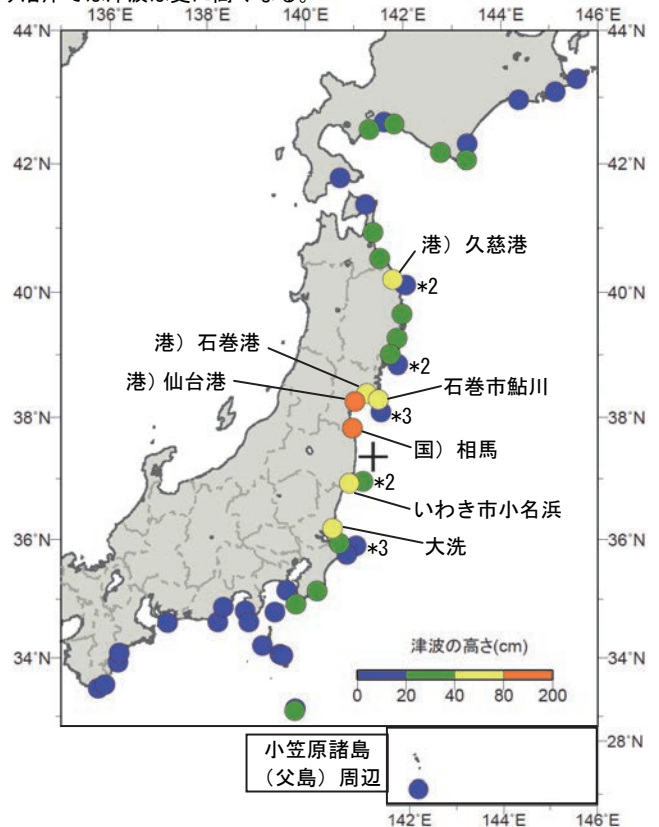 136°E 138°E 140°E 142°E 144°E 146°E
44°N 44°N
42°N 42°N
港）久慈港
*2
40°N 40°N
港）石巻港
*2
港）仙台港
石巻市鮎川
38°N 38°N
*3
国）相馬
*2
いわき市小名浜
36°N 36°N
*3
大洗
津波の高さ(cm)
34°N 34°N
0 20 40 80 200
小笠原諸島
（父島）周辺
28°N
142°E 144°E 146°E